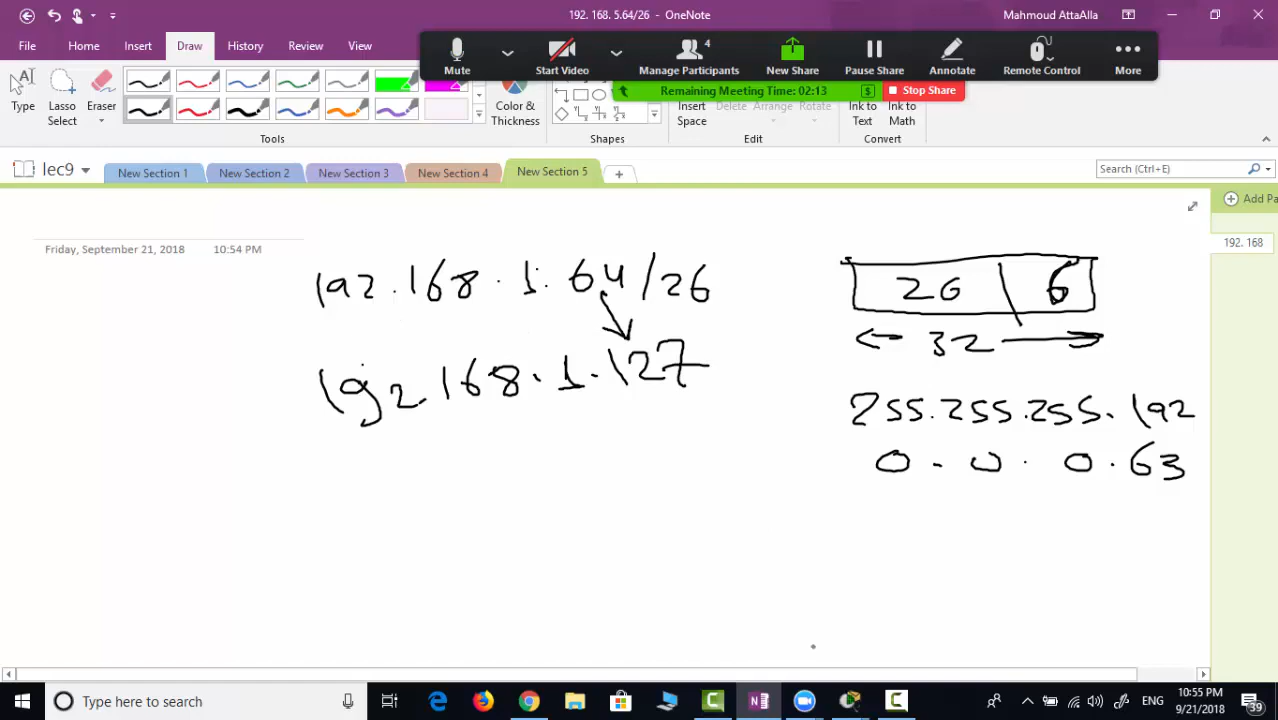 192. 168. 5.64/26 - OneNote
Mahmoud AttaAlla
File Home Insert Draw History Review View
Mute Start Video Manage Participants 4 New Share Pause Share Annotate Remote Control More
Remaining Meeting Time: 02:13 Stop Share
Type Lasso Select Eraser Color & Thickness Insert Space Delete Arrange Rotate Ink to Text Ink to Math
Tools Shapes Edit Convert
lec9 New Section 1 New Section 2 New Section 3 New Section 4 New Section 5 Search (Ctrl+E)
Add Pa
192. 168
Friday, September 21, 2018 10:54 PM
192.168.1.64/26
26 6
32
192.168.1.127
255.255.255.192
0.0.0.63
Type here to search
ENG 10:55 PM
9/21/2018 39